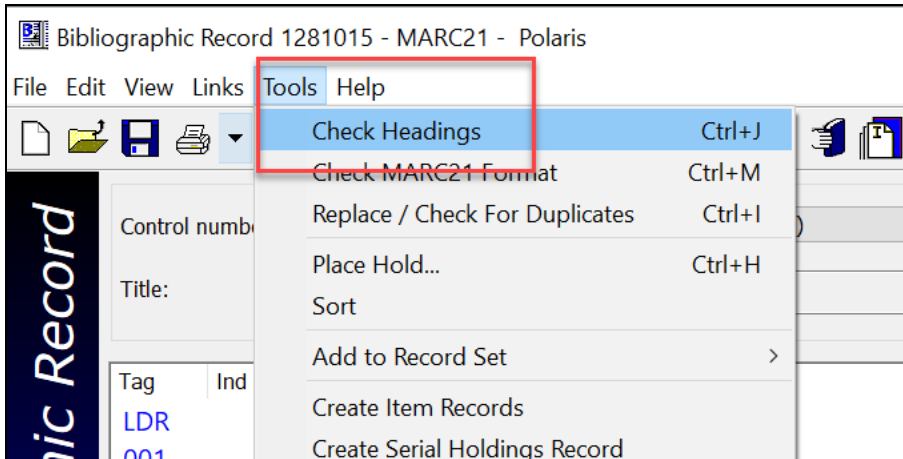 Bibliographic Record 1281015 - MARC21 - Polaris
File Edit View Links Tools Help
Check Headings Ctrl+J
Check MARC21 Format Ctrl+M
Replace / Check For Duplicates Ctrl+I
Control numb
Place Hold... Ctrl+H
Title:
Sort
Add to Record Set
Tag Ind
Create Item Records
LDR
Create Serial Holdings Record
001
Record